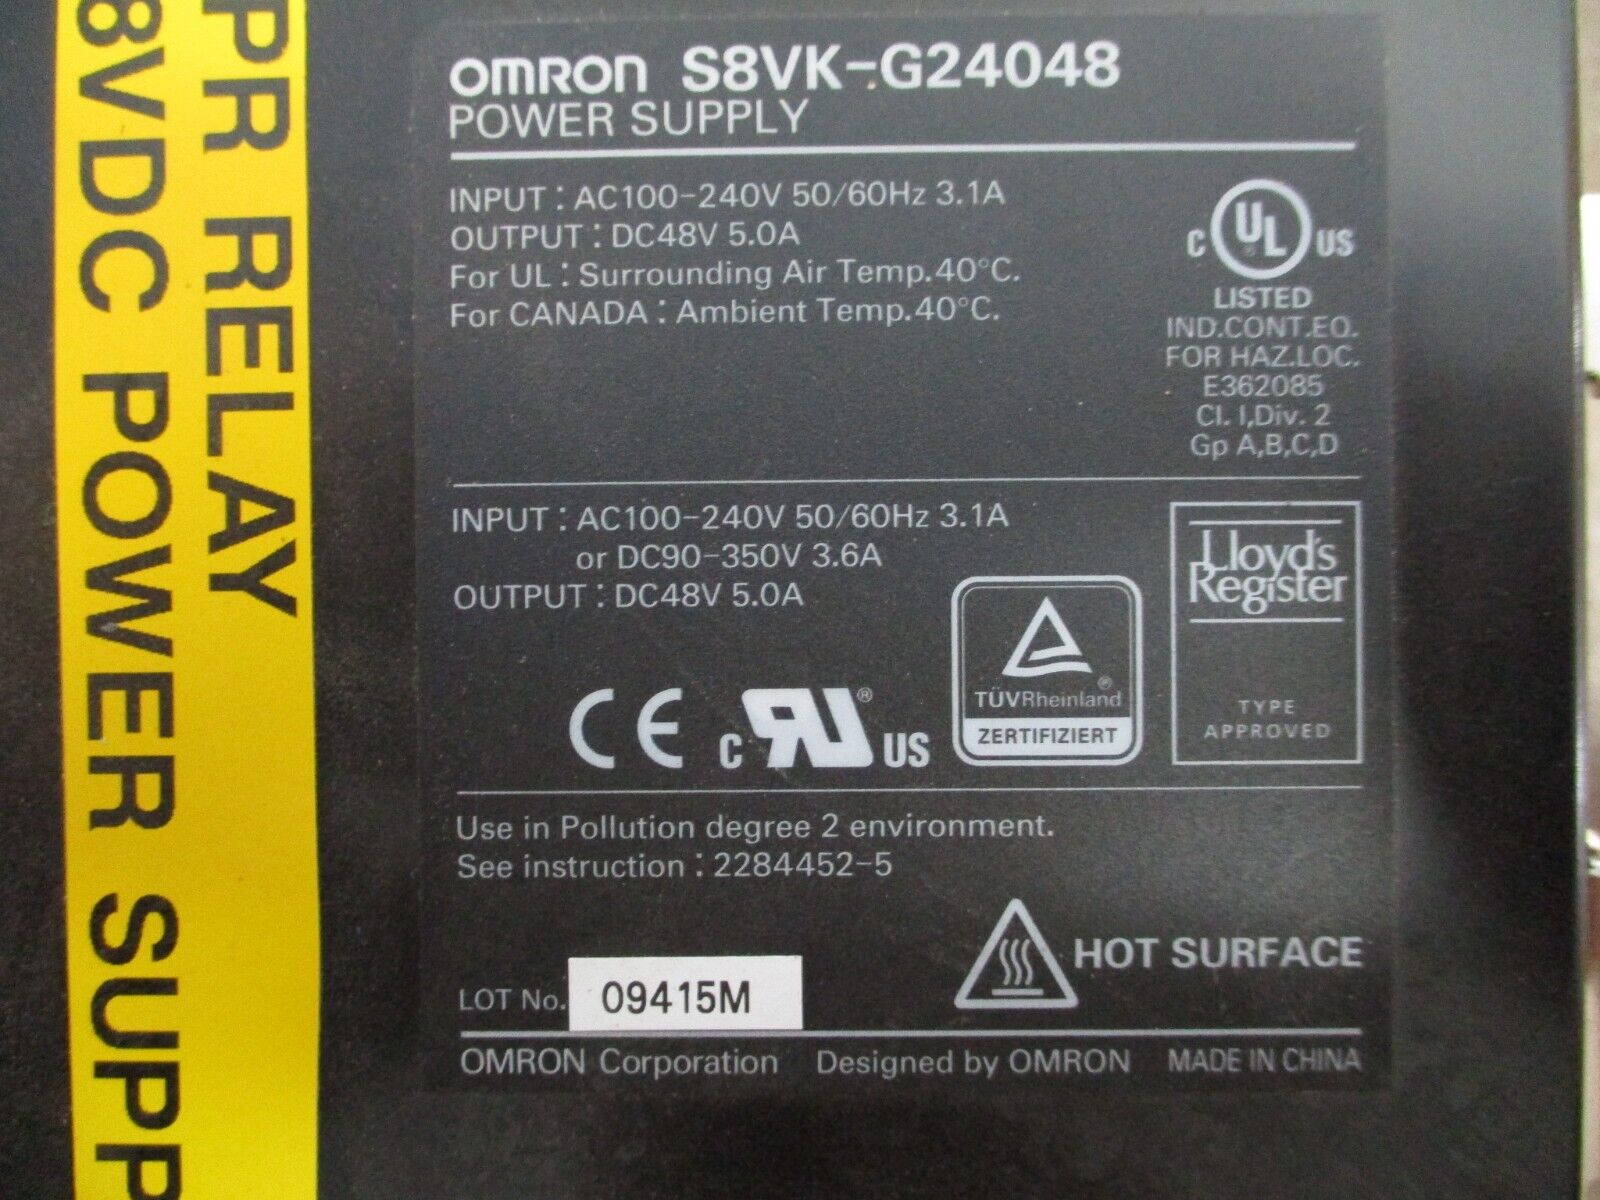 PR RELAY
8VDC POWER SUPP
OMRON S8VK-G24048
POWER SUPPLY
INPUT : AC100-240V 50/60Hz 3.1A
OUTPUT : DC48V 5.0A
For UL : Surrounding Air Temp.40°C.
For CANADA : Ambient Temp.40°C.
C UL US
LISTED
IND.CONT.EQ.
FOR HAZ.LOC.
E362085
Cl. I,Div. 2
Gp A,B,C,D
INPUT : AC100-240V 50/60Hz 3.1A
or DC90-350V 3.6A
OUTPUT : DC48V 5.0A
Lloyd's
Register
TYPE
APPROVED
TÜVRheinland®
ZERTIFIZIERT
CE c RU® US
Use in Pollution degree 2 environment.
See instruction : 2284452-5
HOT SURFACE
LOT No. 09415M
OMRON Corporation Designed by OMRON MADE IN CHINA